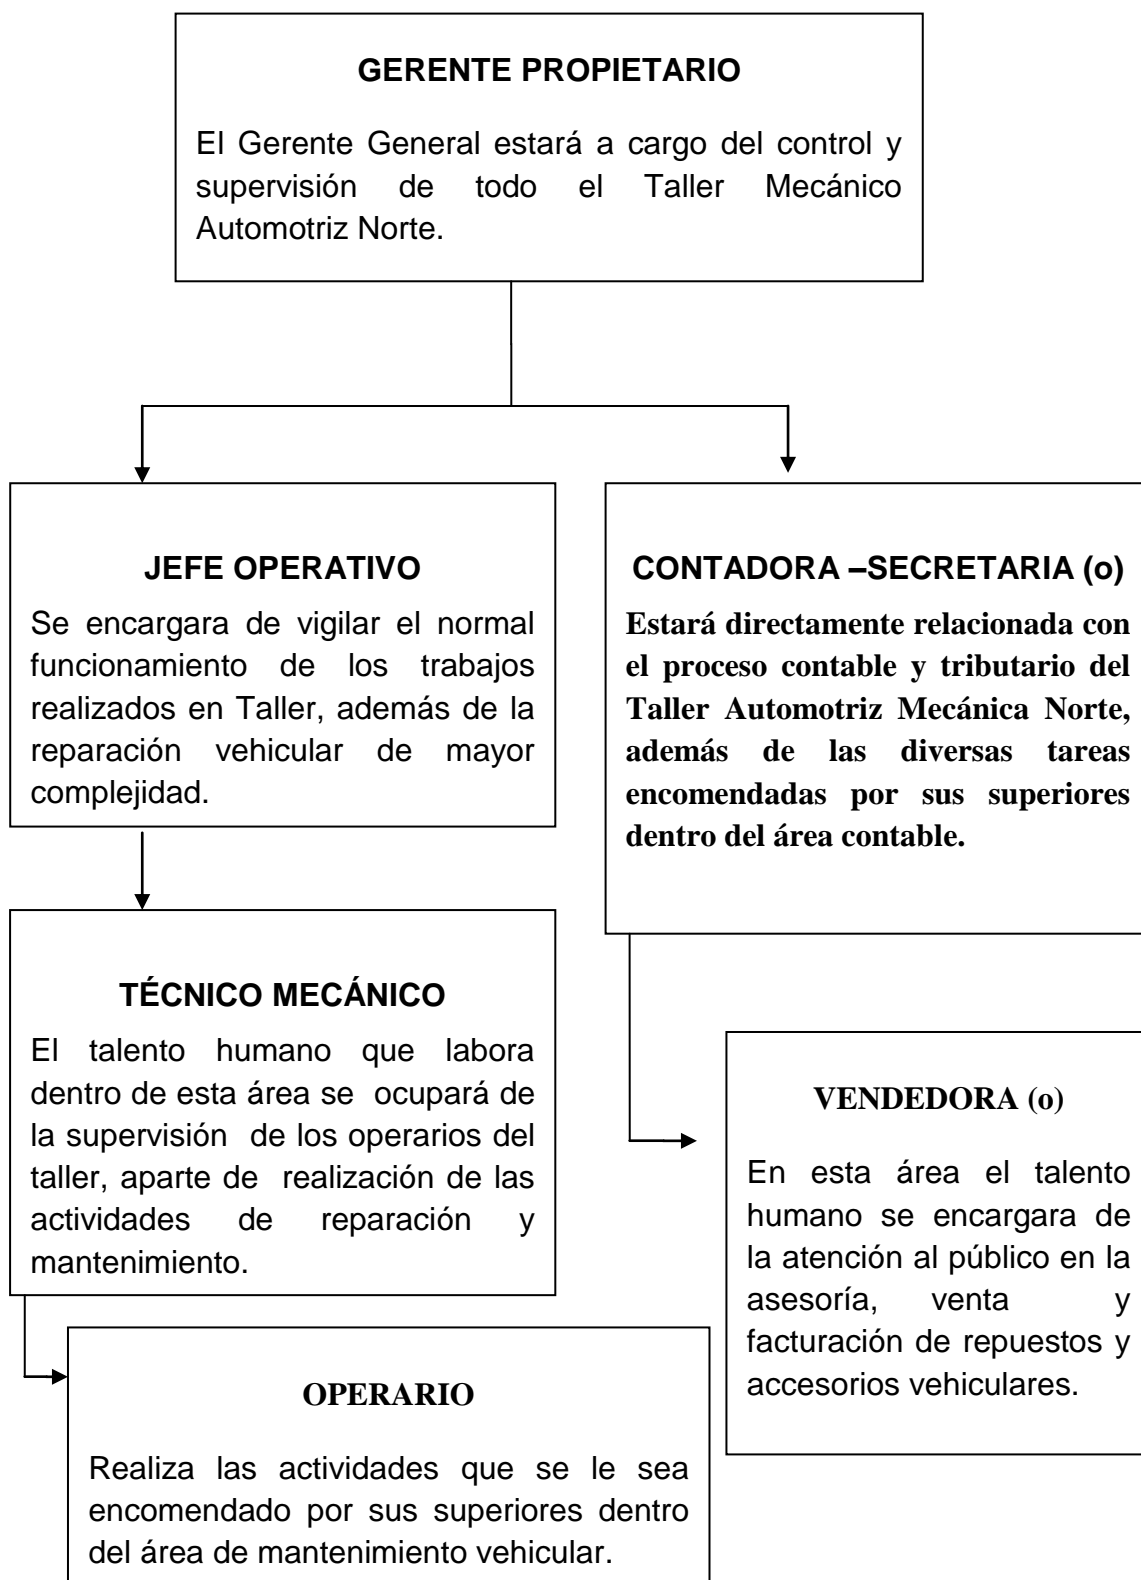 GERENTE PROPIETARIO
El Gerente General estará a cargo del control y
supervisión de todo el Taller Mecánico
Automotriz Norte.
JEFE OPERATIVO
Se encargara de vigilar el normal
funcionamiento de los trabajos
realizados en Taller, además de la
reparación vehicular de mayor
complejidad.
CONTADORA –SECRETARIA (o)
Estará directamente relacionada con
el proceso contable y tributario del
Taller Automotriz Mecánica Norte,
además de las diversas tareas
encomendadas por sus superiores
dentro del área contable.
TÉCNICO MECÁNICO
El talento humano que labora
dentro de esta área se ocupará de
la supervisión de los operarios del
taller, aparte de realización de las
actividades de reparación y
mantenimiento.
VENDEDORA (o)
En esta área el talento
humano se encargara de
la atención al público en la
asesoría, venta y
facturación de repuestos y
accesorios vehiculares.
OPERARIO
Realiza las actividades que se le sea
encomendado por sus superiores dentro
del área de mantenimiento vehicular.